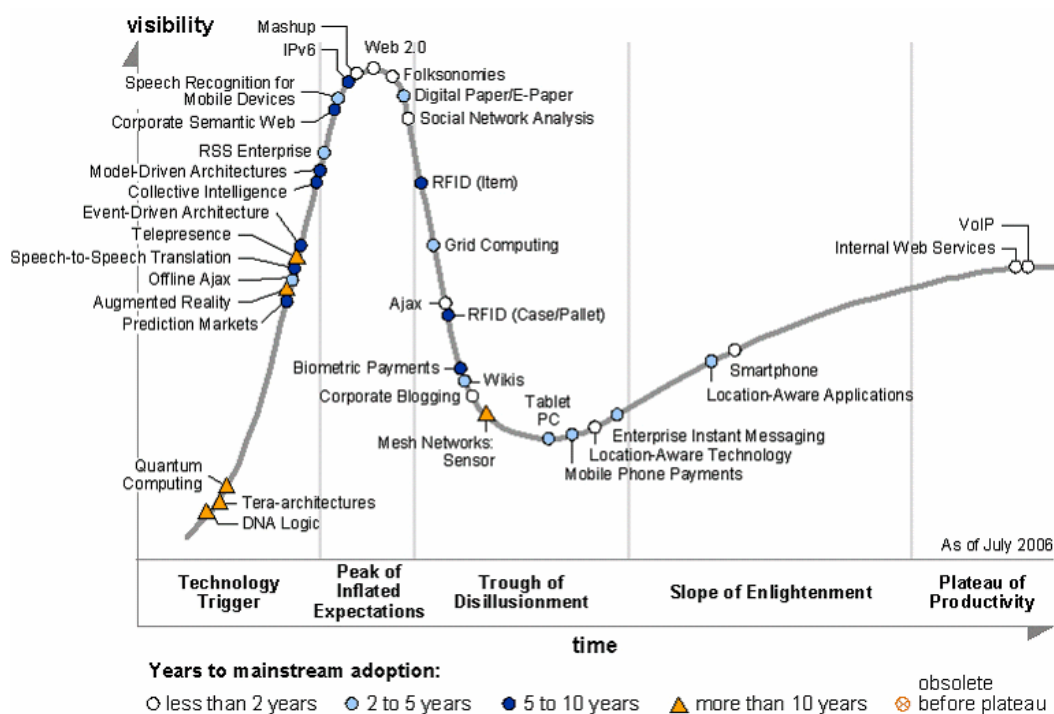 visibility
Mashup
Web 2.0
IPv6
Folksonomies
Speech Recognition for
Mobile Devices
Digital Paper/E-Paper
Corporate Semantic Web
Social Network Analysis
RSS Enterprise
Model-Driven Architectures
Collective Intelligence
RFID (Item)
Event-Driven Architecture
Telepresence
Speech-to-Speech Translation
Grid Computing
Offline Ajax
Augmented Reality
Prediction Markets
Ajax
RFID (Case/Pallet)
VoIP
Internal Web Services
Biometric Payments
Wikis
Corporate Blogging
Mesh Networks:
Sensor
Tablet
PC
Smartphone
Location-Aware Applications
Enterprise Instant Messaging
Location-Aware Technology
Mobile Phone Payments
Quantum
Computing
Tera-architectures
DNA Logic
As of July 2006
Technology
Trigger
Peak of
Inflated
Expectations
Trough of
Disillusionment
Slope of Enlightenment
Plateau of
Productivity
time
Years to mainstream adoption:
less than 2 years
2 to 5 years
5 to 10 years
more than 10 years
obsolete
before plateau